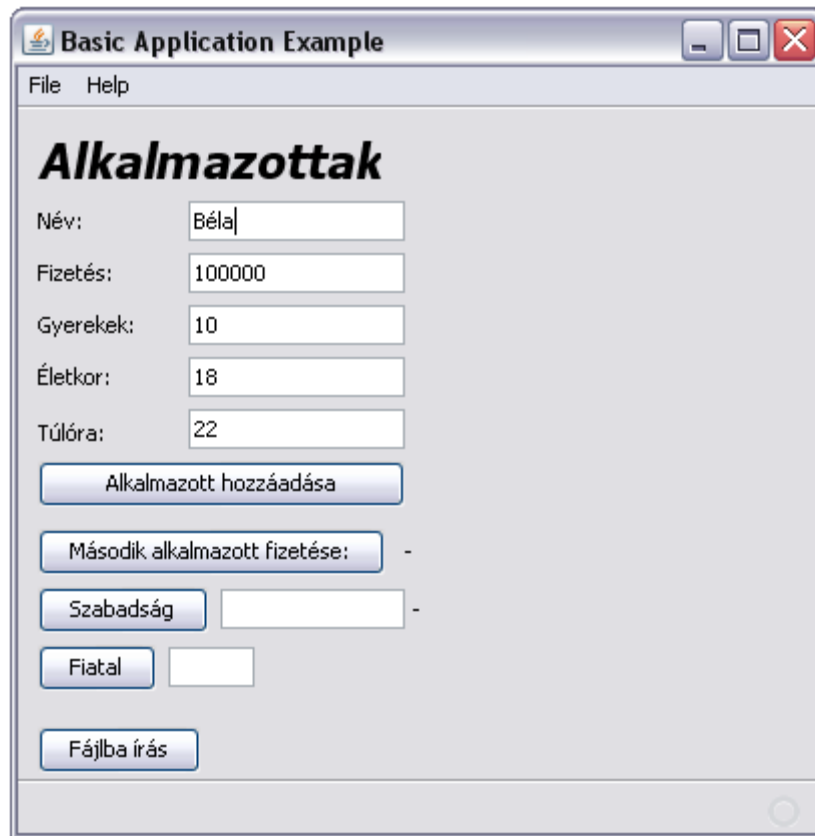 Basic Application Example
File Help
Alkalmazottak
Név: Béla
Fizetés: 100000
Gyerekek: 10
Életkor: 18
Túlóra: 22
Alkalmazott hozzáadása
Második alkalmazott fizetése: -
Szabadság -
Fiatal
Fájlba írás